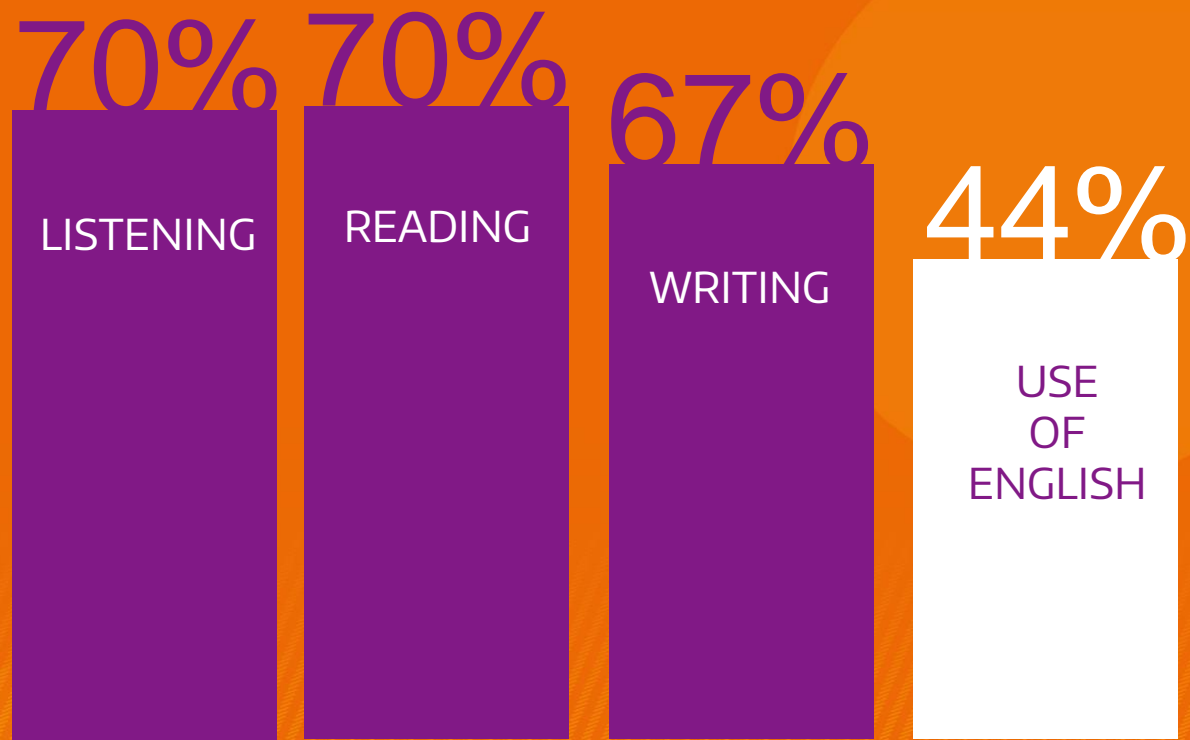 70%
LISTENING
70%
READING
67%
WRITING
44%
USE
OF
ENGLISH